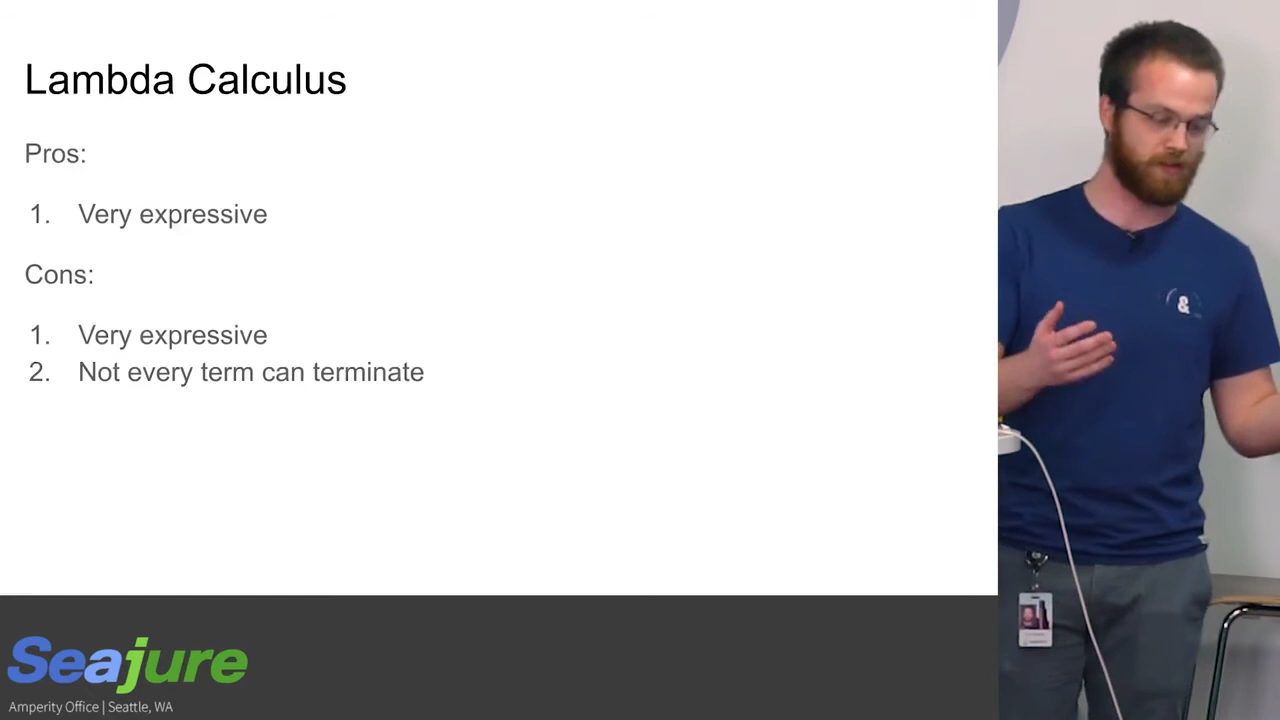 Lambda Calculus
Pros:
1. Very expressive
Cons:
1. Very expressive
2. Not every term can terminate
&
Seajure
Amperity Office | Seattle, WA